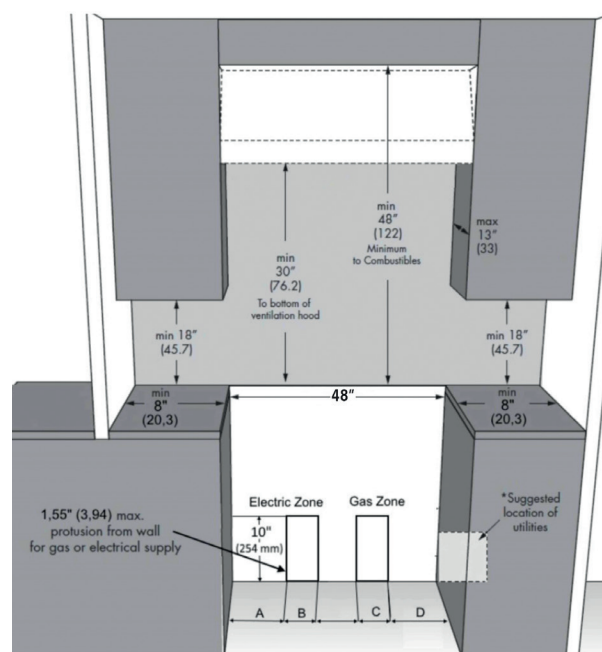 min
48"
(122)
Minimum
to Combustibles
max
13"
(33)
min
30"
(76.2)
To bottom of
ventilation hood
min 18"
(45.7)
min 18"
(45.7)
min
8"
(20,3)
48"
min
8"
(20,3)
Electric Zone
Gas Zone
*Suggested
location of
utilities
1,55" (3,94) max.
protusion from wall
for gas or electrical supply
10"
(254 mm)
A
B
C
D